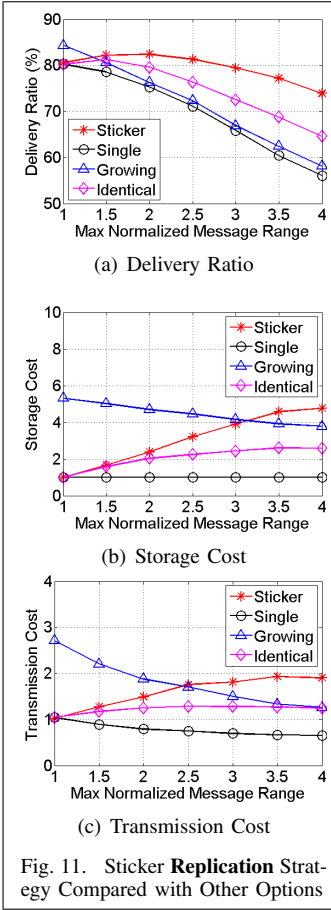 90
80
70
60
50
Delivery Ratio (%)
Sticker
Single
Growing
Identical
1 1.5 2 2.5 3 3.5 4
Max Normalized Message Range
(a) Delivery Ratio
10
8
6
4
2
0
Storage Cost
Sticker
Single
Growing
Identical
1 1.5 2 2.5 3 3.5 4
Max Normalized Message Range
(b) Storage Cost
4
3
2
1
0
Transmission Cost
Sticker
Single
Growing
Identical
1 1.5 2 2.5 3 3.5 4
Max Normalized Message Range
(c) Transmission Cost
Fig. 11. Sticker Replication Strat-
egy Compared with Other Options